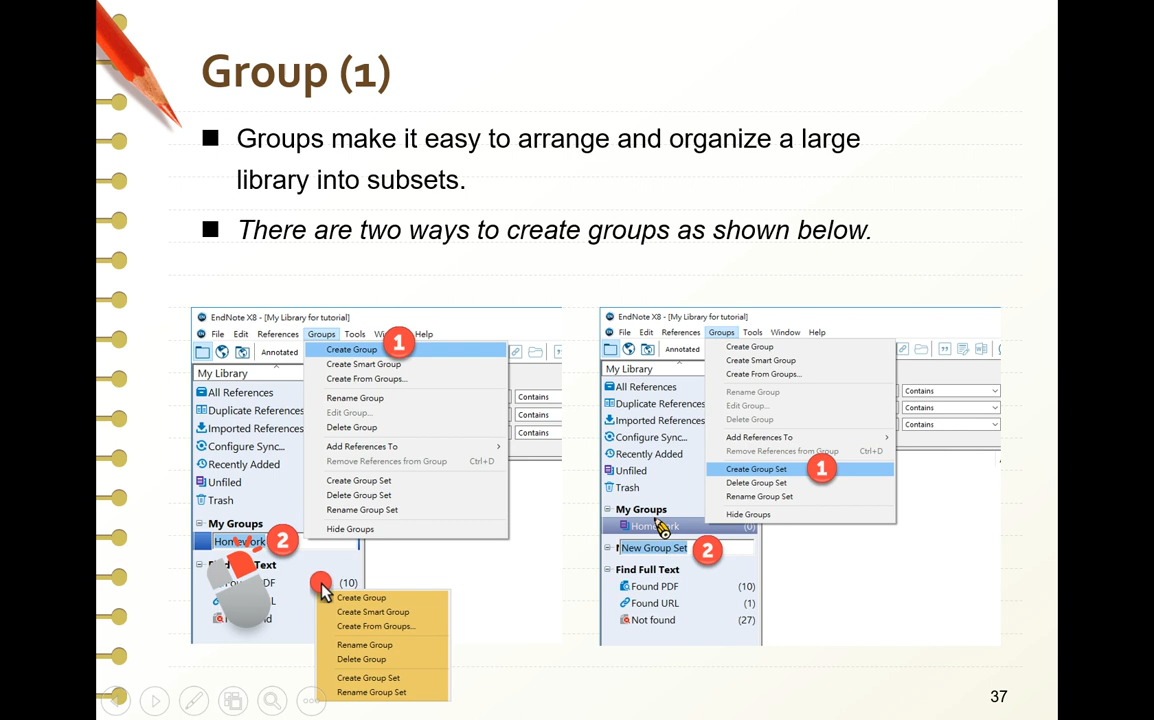 Group (1)
Groups make it easy to arrange and organize a large
library into subsets.
There are two ways to create groups as shown below.
EndNote X8 - [My Library for tutorial]
File Edit References Groups Tools Help
1
Annotated
Create Group
Create Smart Group
Create From Groups...
Rename Group
Edit Group...
Delete Group
Add References To
Remove References from Group Ctrl+D
Create Group Set
Delete Group Set
Rename Group Set
Hide Groups
Contains
Contains
Contains
My Library
All References
Duplicate References
Imported References
Configure Sync...
Recently Added
Unfiled
Trash
My Groups
Homework
2
Text
(10)
Create Group
Create Smart Group
Create From Groups...
Rename Group
Delete Group
Create Group Set
Rename Group Set
EndNote X8 - [My Library for tutorial]
File Edit References Groups Tools Window Help
Annotated
Create Group
Create Smart Group
Create From Groups...
Rename Group
Edit Group...
Delete Group
Add References To
Remove References from Group Ctrl+D
Create Group Set
1
Delete Group Set
Rename Group Set
Hide Groups
Contains
Contains
Contains
My Library
All References
Duplicate References
Imported References
Configure Sync...
Recently Added
Unfiled
Trash
My Groups
(0)
New Group Set
2
Find Full Text
Found PDF (10)
Found URL (1)
Not found (27)
37